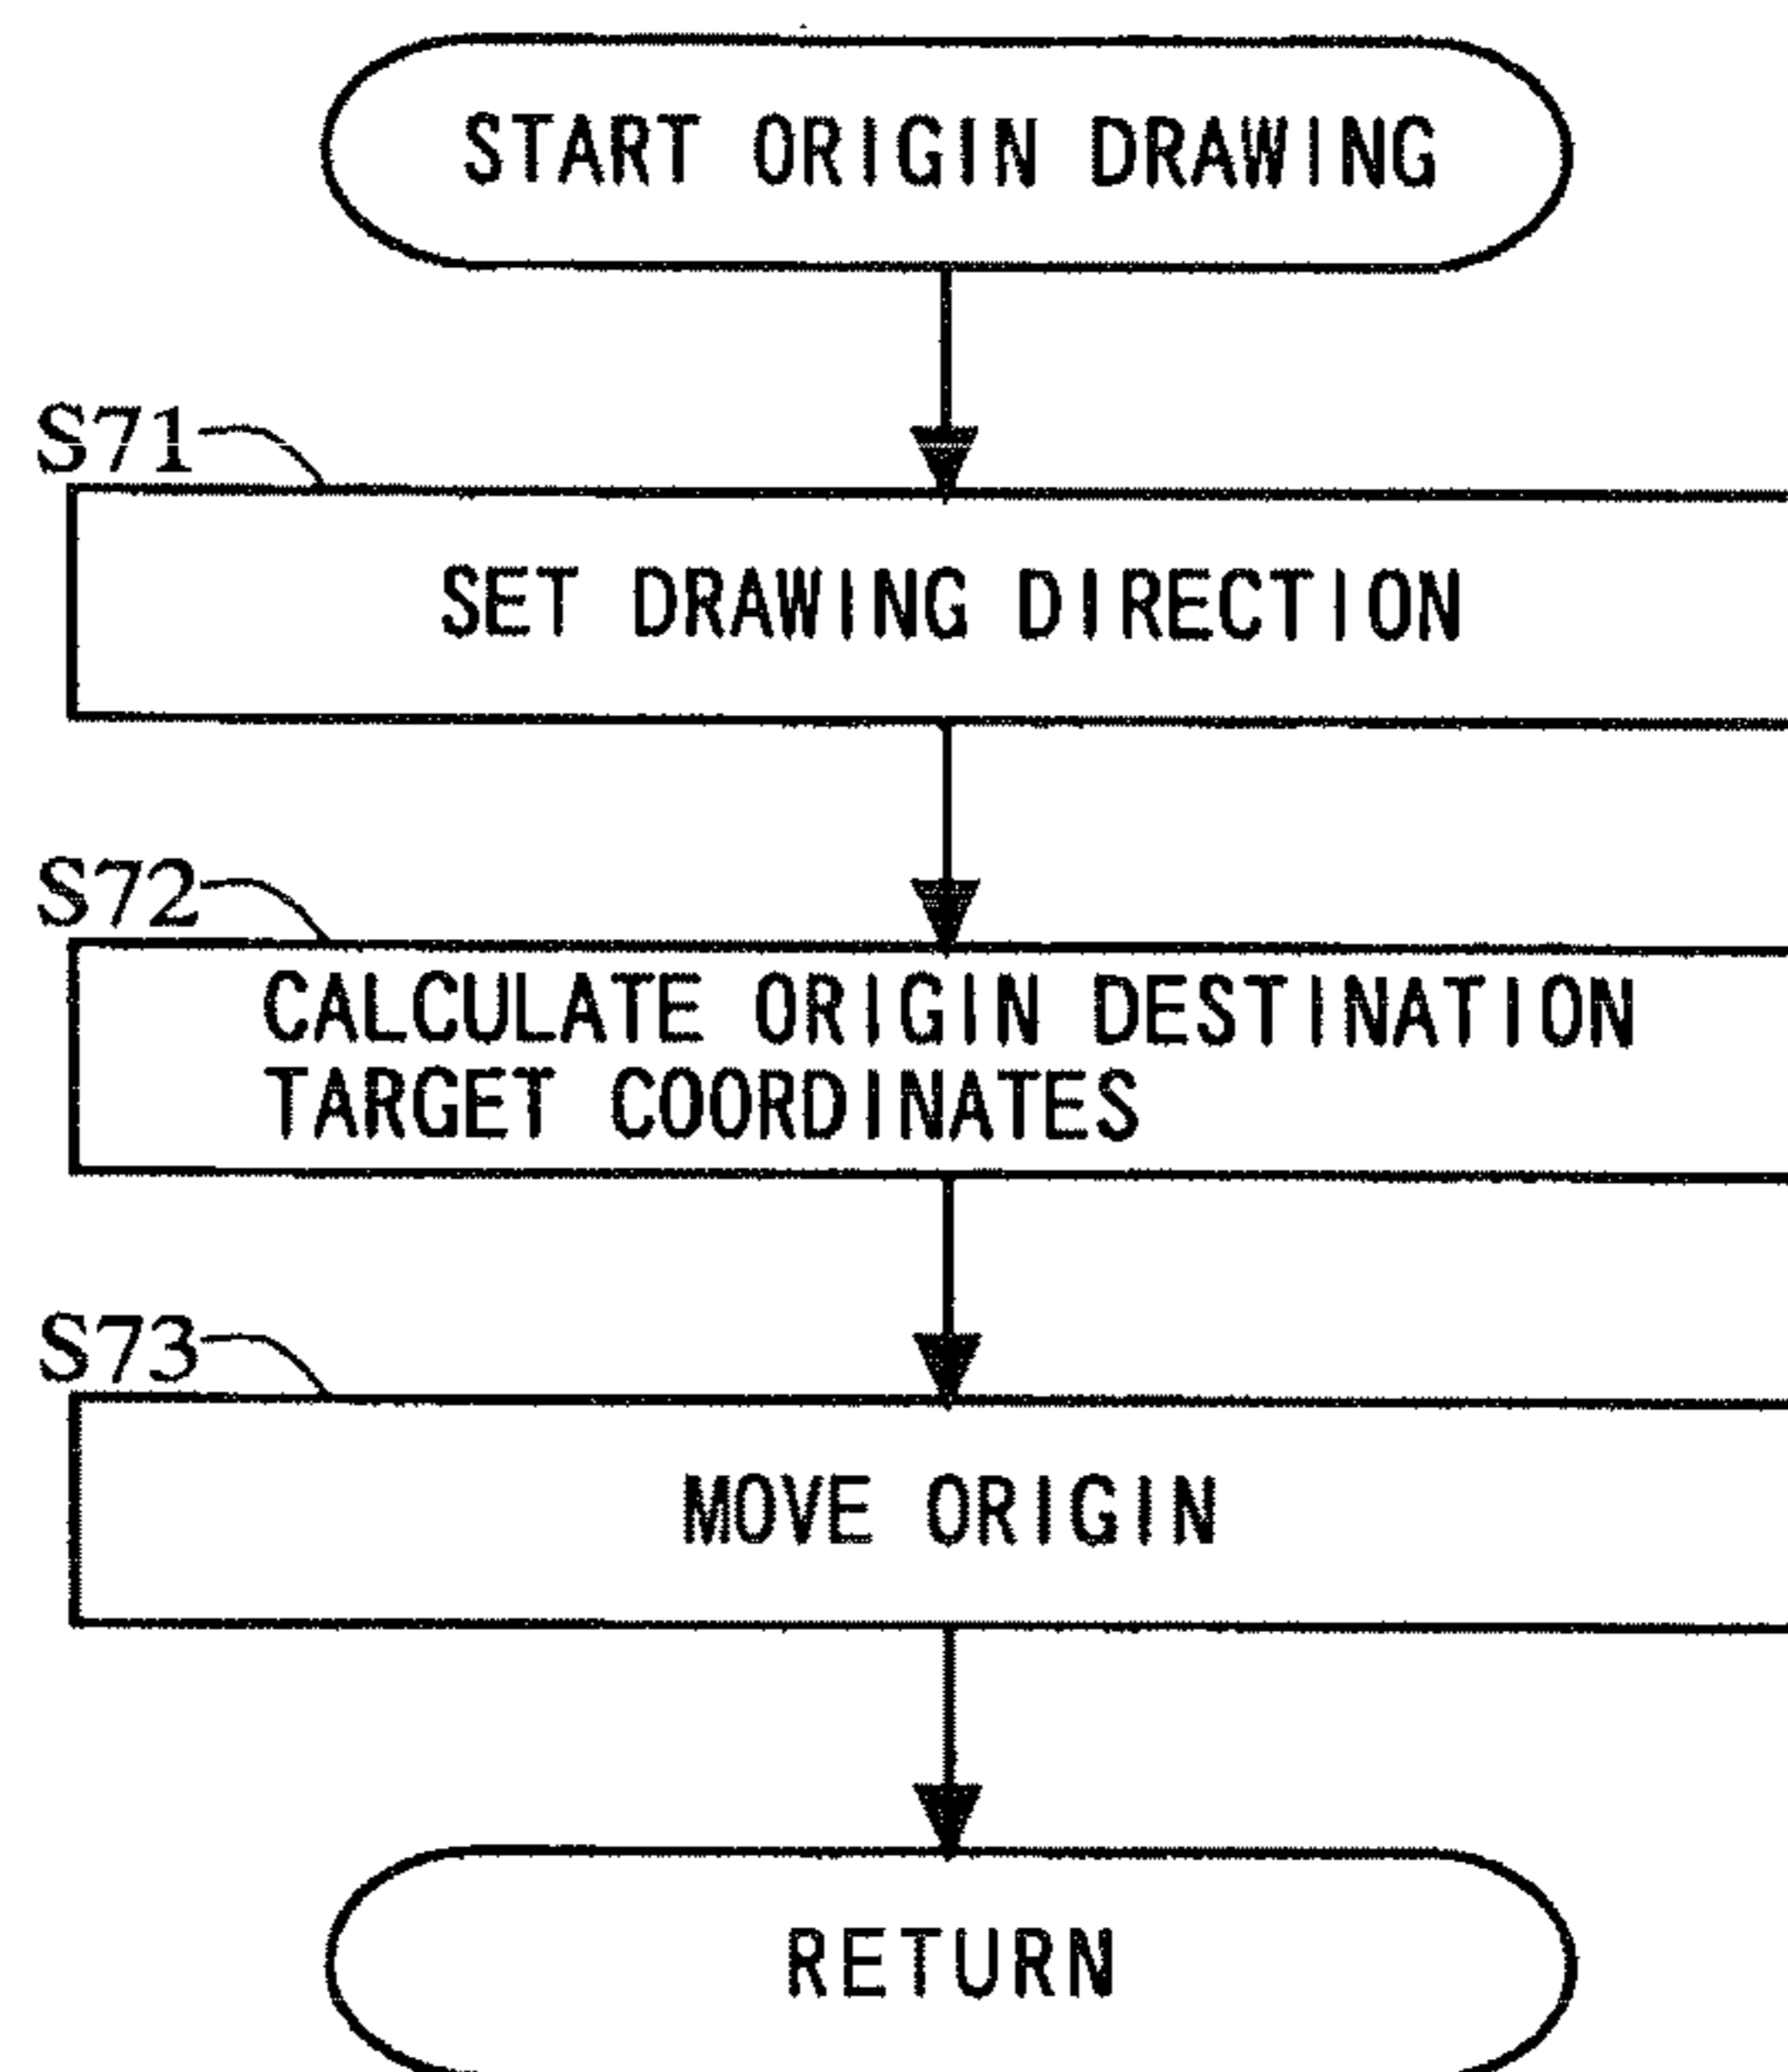 START ORIGIN DRAWING
S71
SET DRAWING DIRECTION
S72
CALCULATE ORIGIN DESTINATION
TARGET COORDINATES
S73
MOVE ORIGIN
RETURN